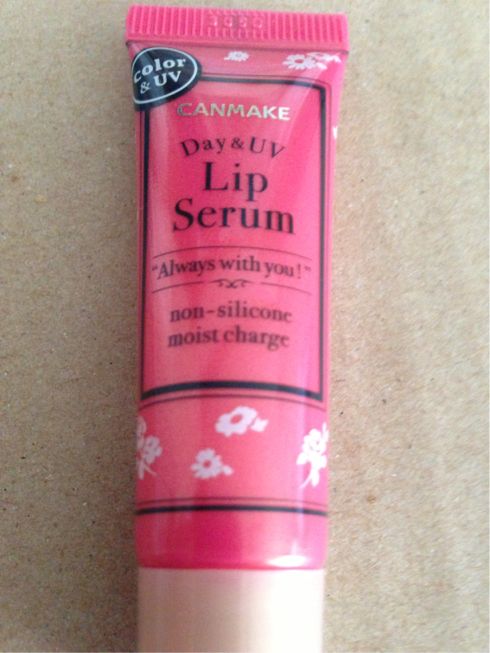 Color
& UV
CANMAKE
Day & UV
Lip
Serum
"Always with you!"
non-silicone
moist charge